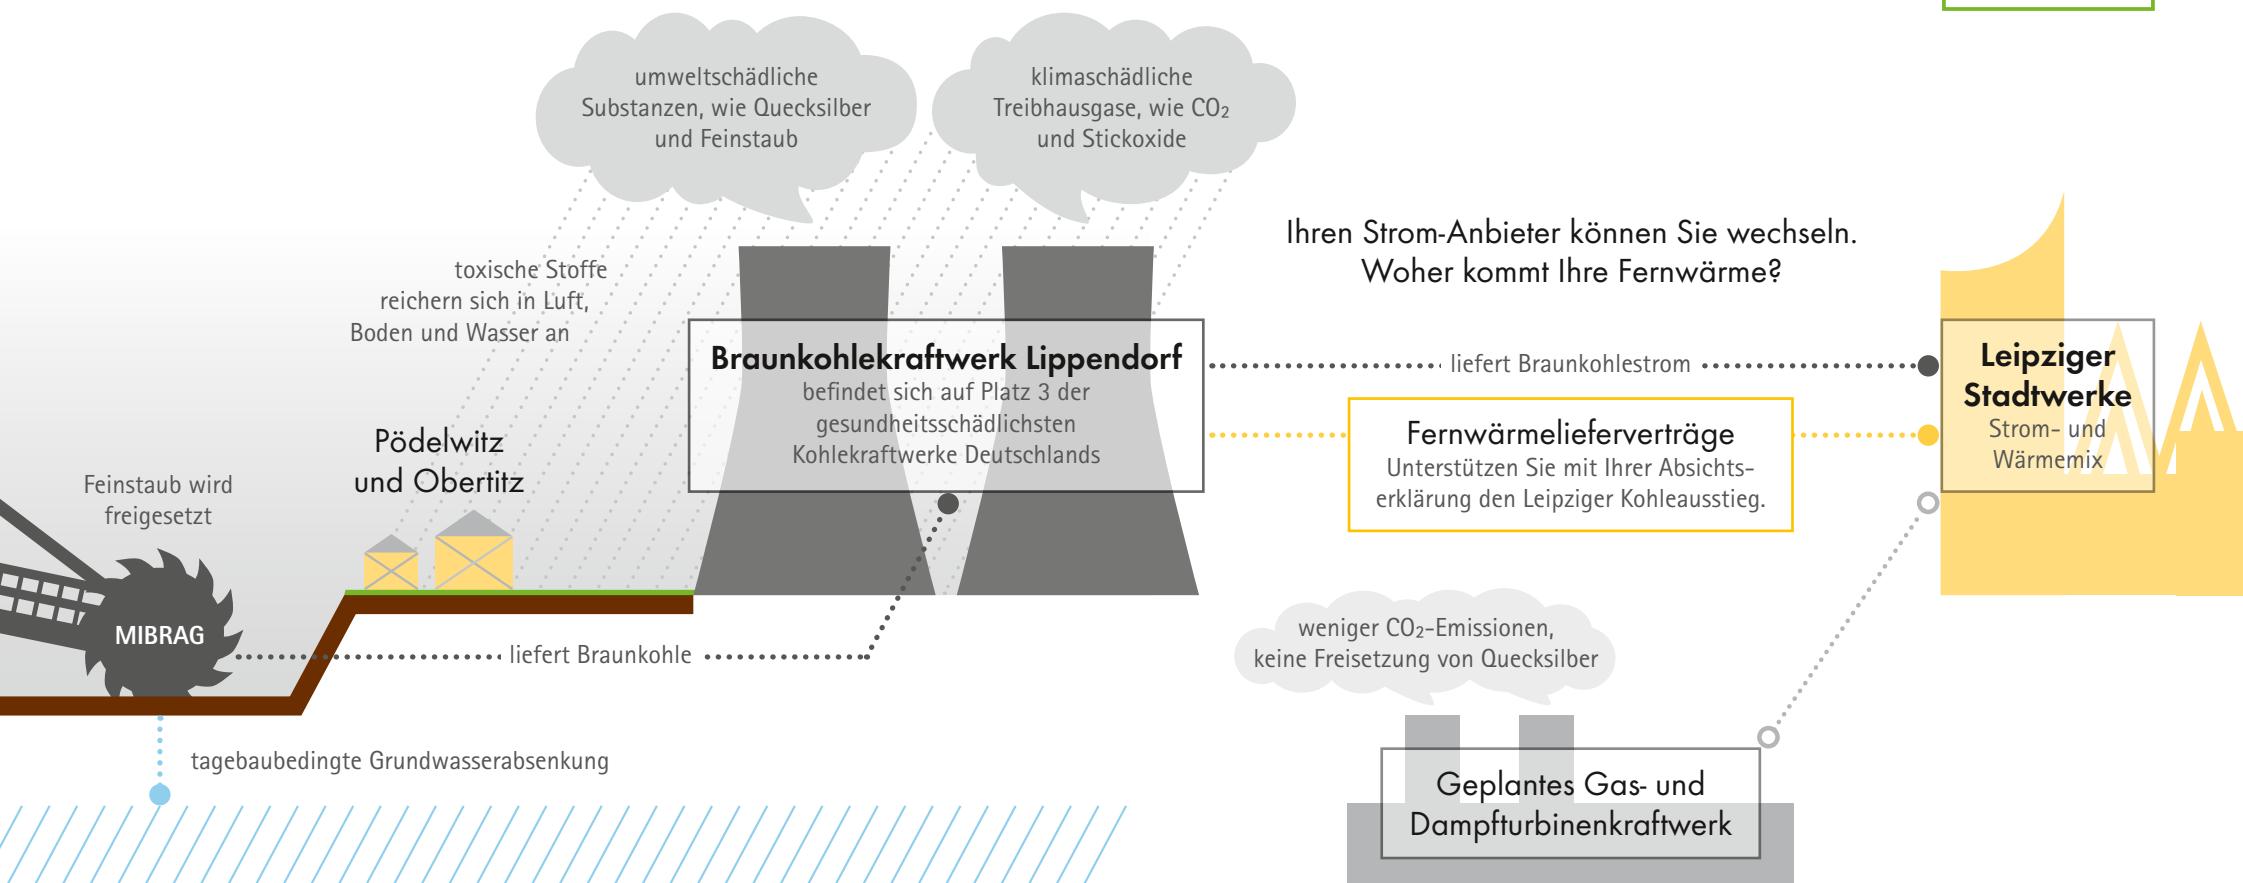 umweltschädliche
Substanzen, wie Quecksilber
und Feinstaub
klimaschädliche
Treibhausgase, wie CO₂
und Stickoxide
Ihren Strom-Anbieter können Sie wechseln.
Woher kommt Ihre Fernwärme?
toxische Stoffe
reichern sich in Luft,
Boden und Wasser an
Braunkohlekraftwerk Lippendorf
befindet sich auf Platz 3 der
gesundheitsschädlichsten
Kohlekraftwerke Deutschlands
liefert Braunkohlestrom
Leipziger
Stadtwerke
Strom- und
Wärmemix
Fernwärmelieferverträge
Unterstützen Sie mit Ihrer Absichts-
erklärung den Leipziger Kohleausstieg.
Pödelwitz
und Obertitz
Feinstaub wird
freigesetzt
MIBRAG
liefert Braunkohle
weniger CO₂-Emissionen,
keine Freisetzung von Quecksilber
tagebaubedingte Grundwasserabsenkung
Geplantes Gas- und
Dampfturbinenkraftwerk